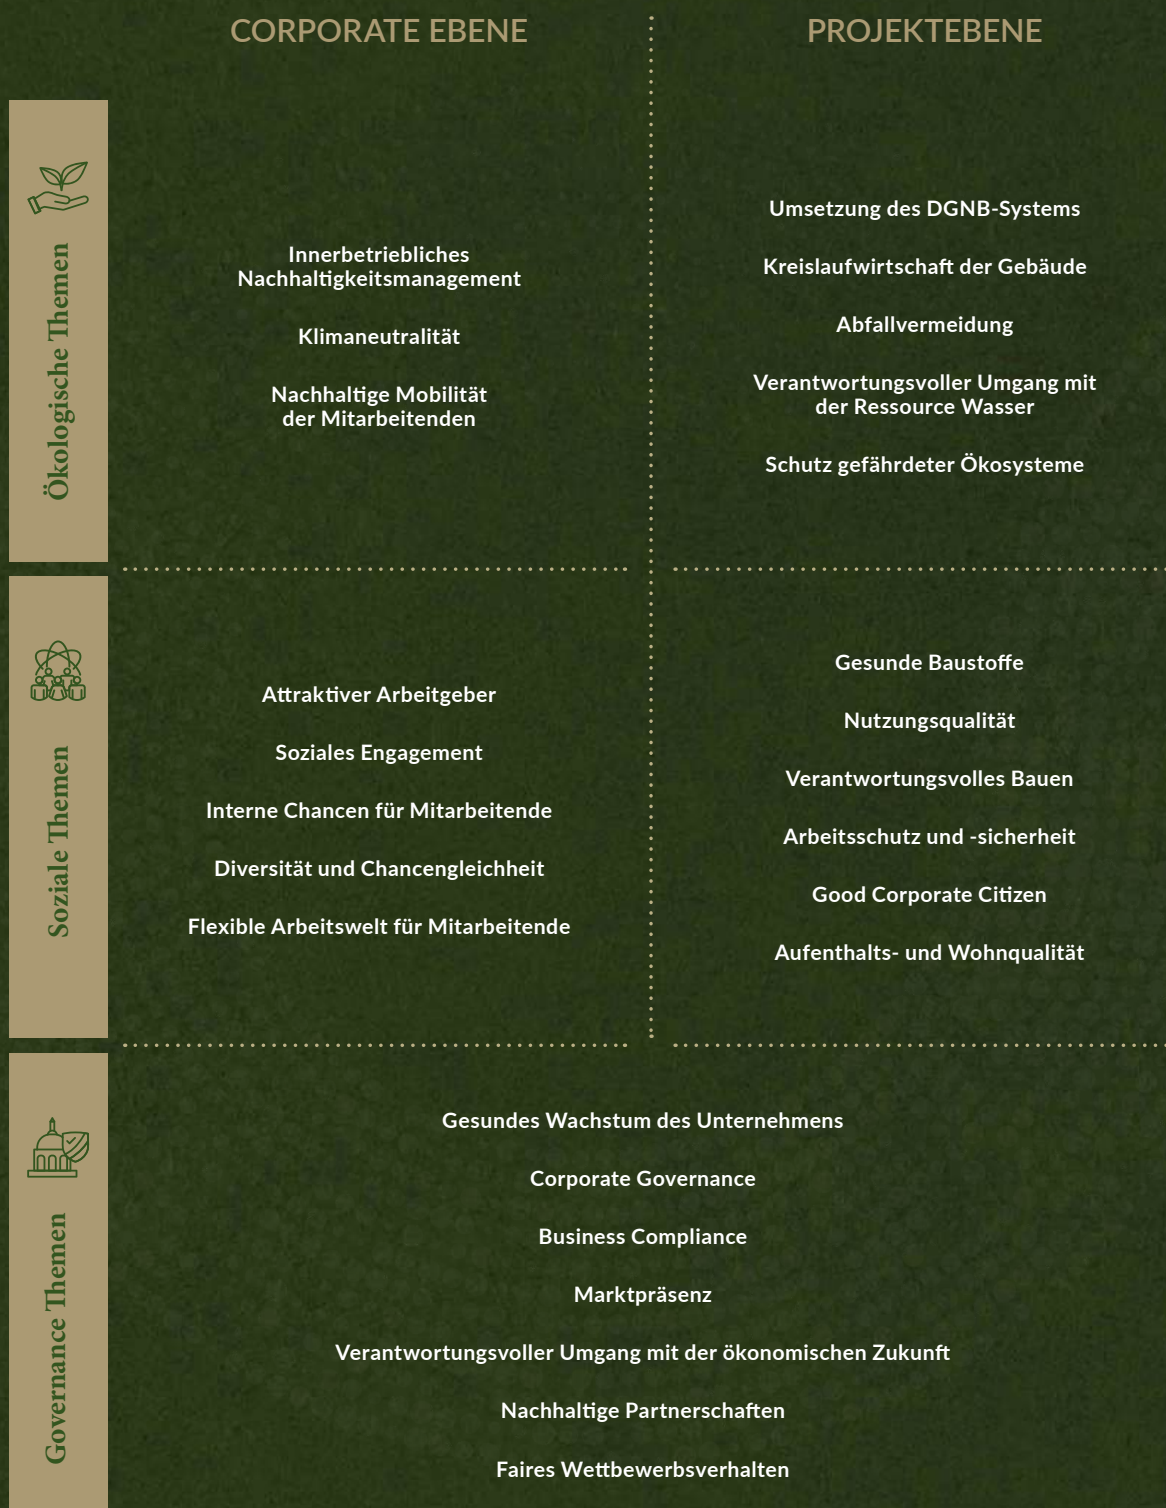 CORPORATE EBENE
PROJEKTEBENE
Ökologische Themen
Innerbetriebliches
Nachhaltigkeitsmanagement
Klimaneutralität
Nachhaltige Mobilität
der Mitarbeitenden
Umsetzung des DGNB-Systems
Kreislaufwirtschaft der Gebäude
Abfallvermeidung
Verantwortungsvoller Umgang mit
der Ressource Wasser
Schutz gefährdeter Ökosysteme
Soziale Themen
Attraktiver Arbeitgeber
Soziales Engagement
Interne Chancen für Mitarbeitende
Diversität und Chancengleichheit
Flexible Arbeitswelt für Mitarbeitende
Gesunde Baustoffe
Nutzungsqualität
Verantwortungsvolles Bauen
Arbeitsschutz und -sicherheit
Good Corporate Citizen
Aufenthalts- und Wohnqualität
Governance Themen
Gesundes Wachstum des Unternehmens
Corporate Governance
Business Compliance
Marktpräsenz
Verantwortungsvoller Umgang mit der ökonomischen Zukunft
Nachhaltige Partnerschaften
Faires Wettbewerbsverhalten